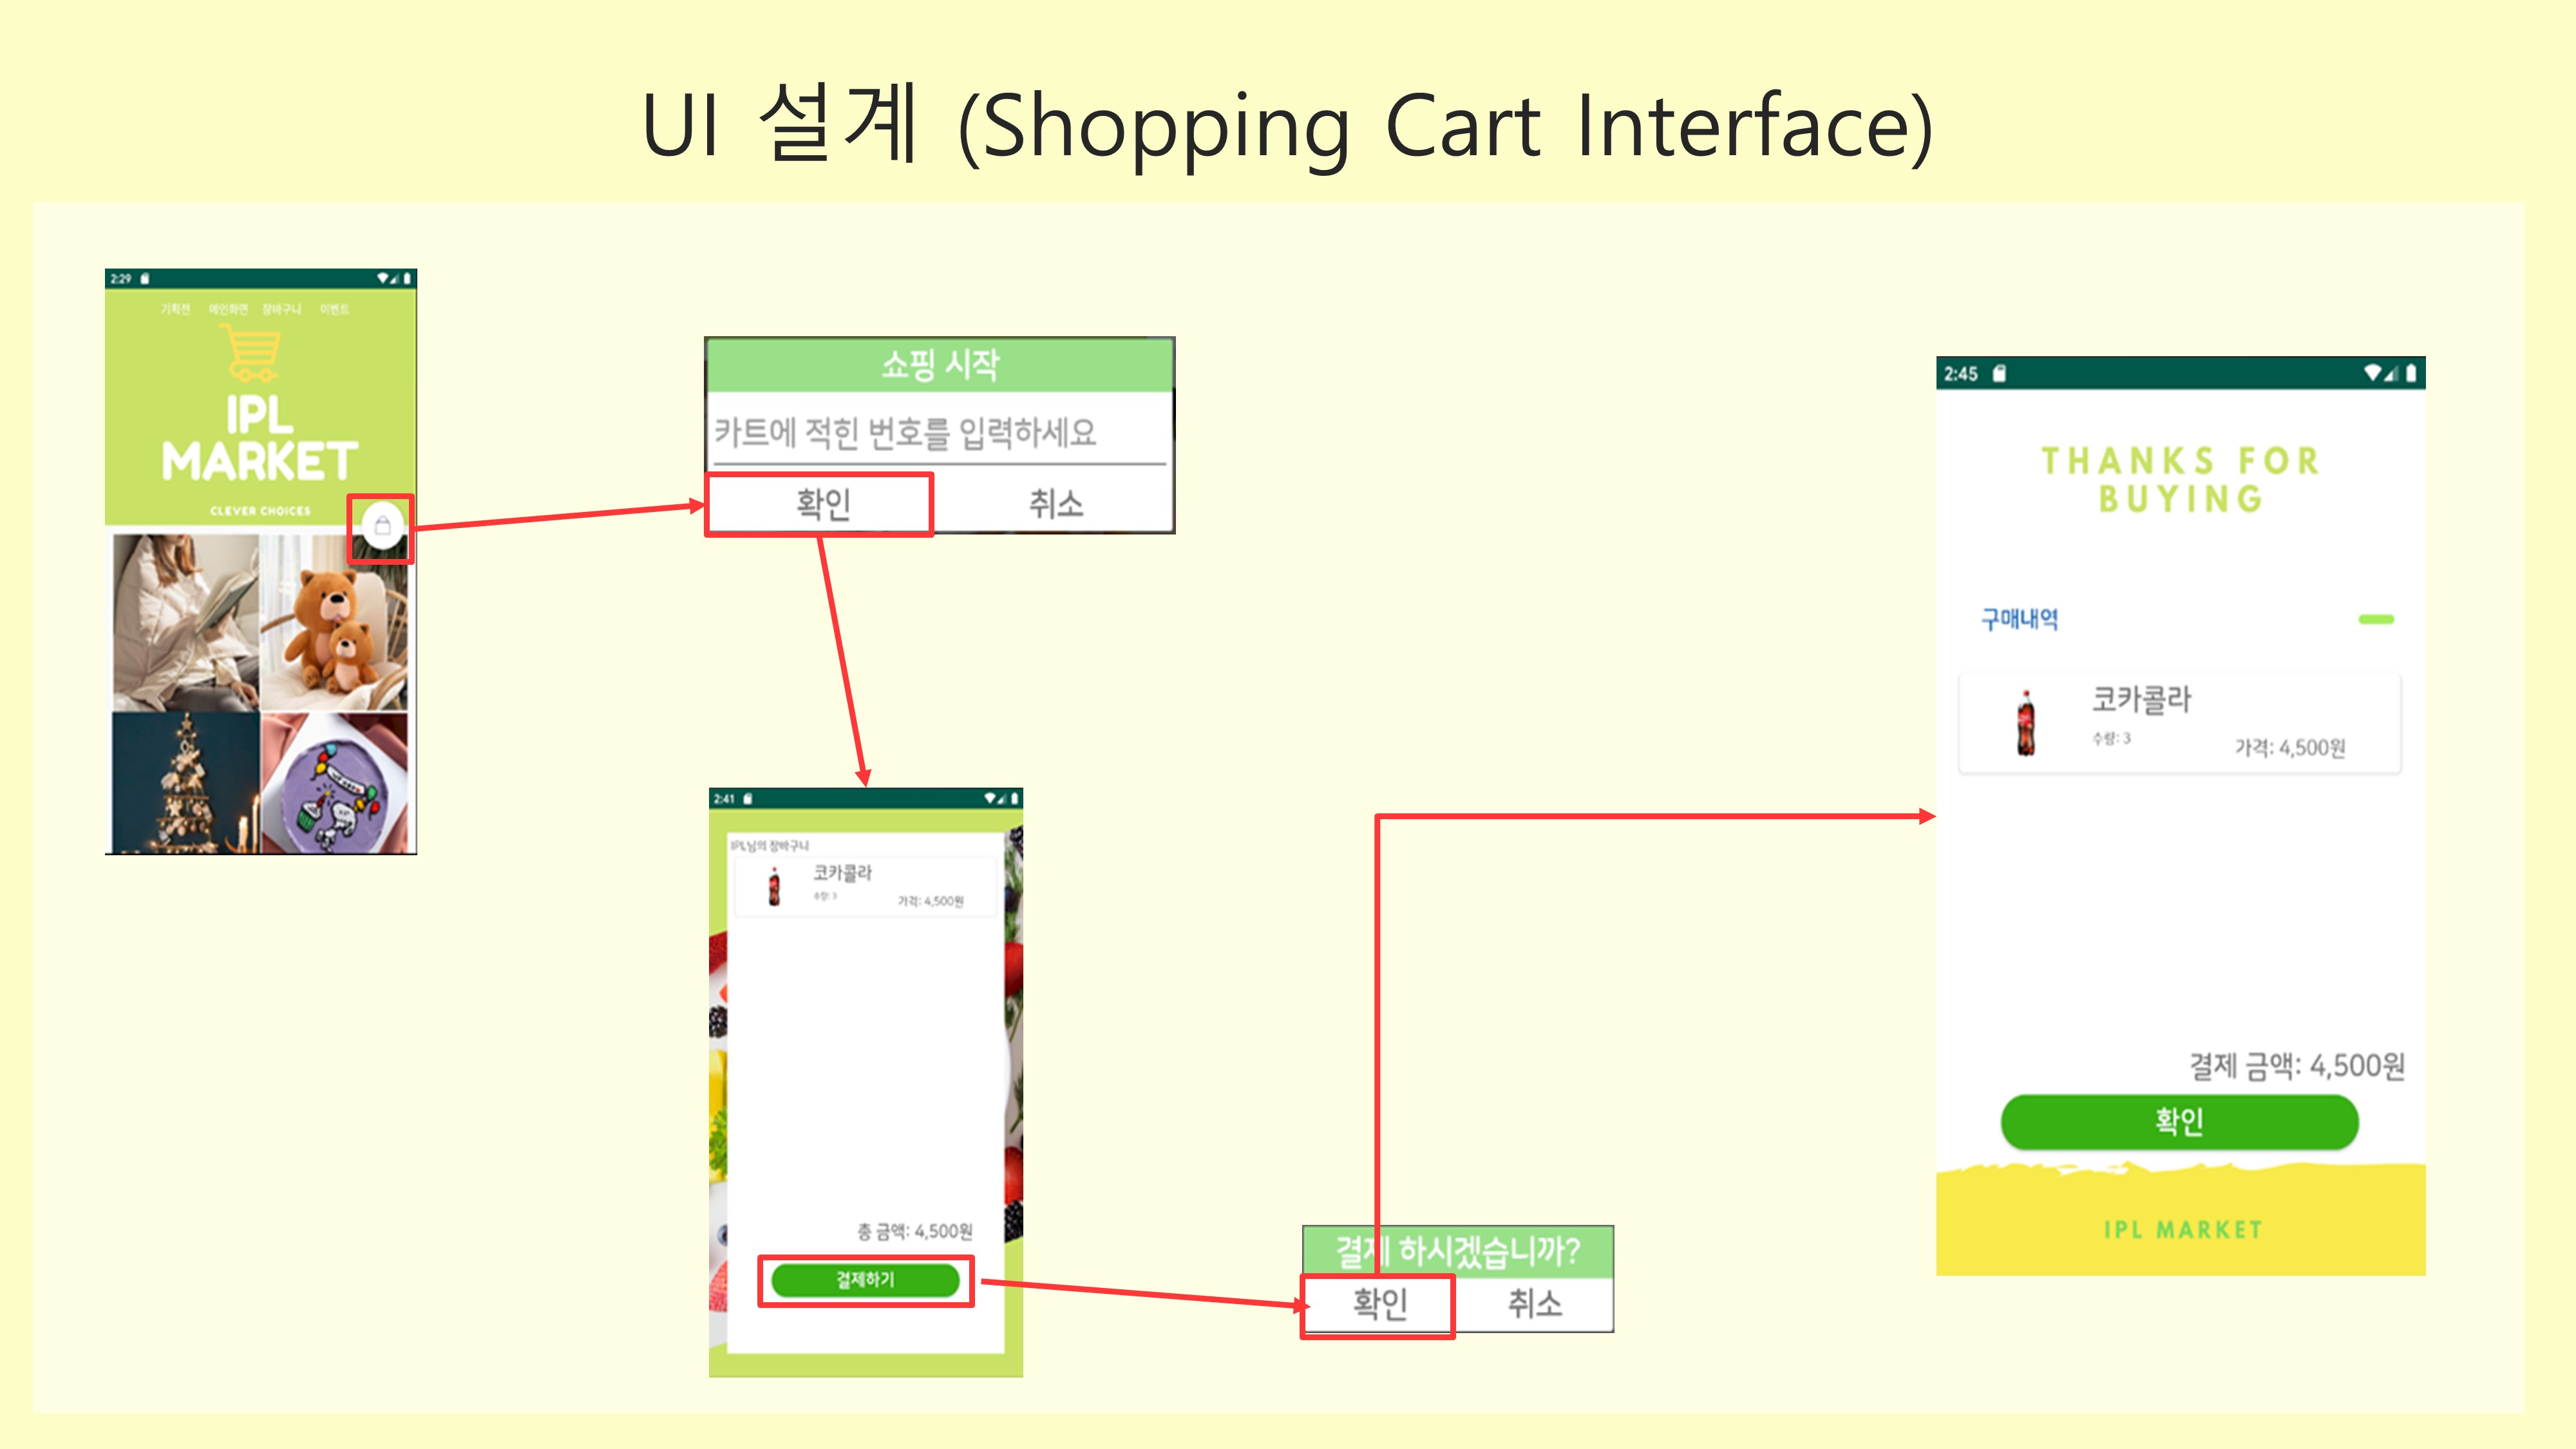 UI 설계 (Shopping Cart Interface)
2:29
기획전 메인화면 장바구니 이벤트
IPL
MARKET
CLEVER CHOICES
쇼핑 시작
카트에 적힌 번호를 입력하세요
확인 취소
2:41
IPL님의 장바구니
코카콜라
수량: 3
가격: 4,500원
총 금액: 4,500원
결제하기
결제 하시겠습니까?
확인 취소
2:45
THANKS FOR
BUYING
구매내역
코카콜라
수량: 3
가격: 4,500원
결제 금액: 4,500원
확인
IPL MARKET